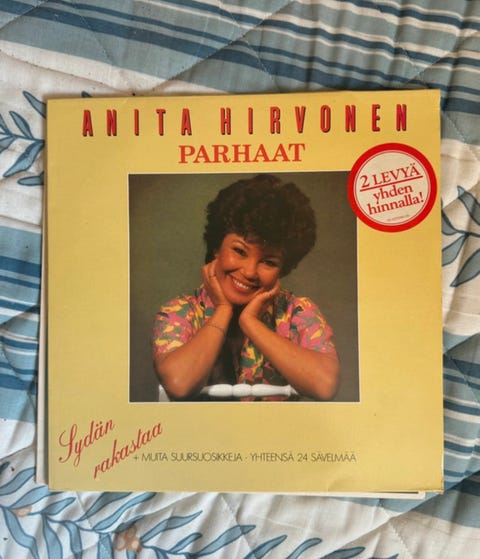 ANITA HIRVONEN
PARHAAT
2 LEVYÄ
yhden
hinnalla!
Sydän
rakastaa
+ MUITA SUURSUOSIKKEJA · YHTEENSÄ 24 SÄVELMÄÄ